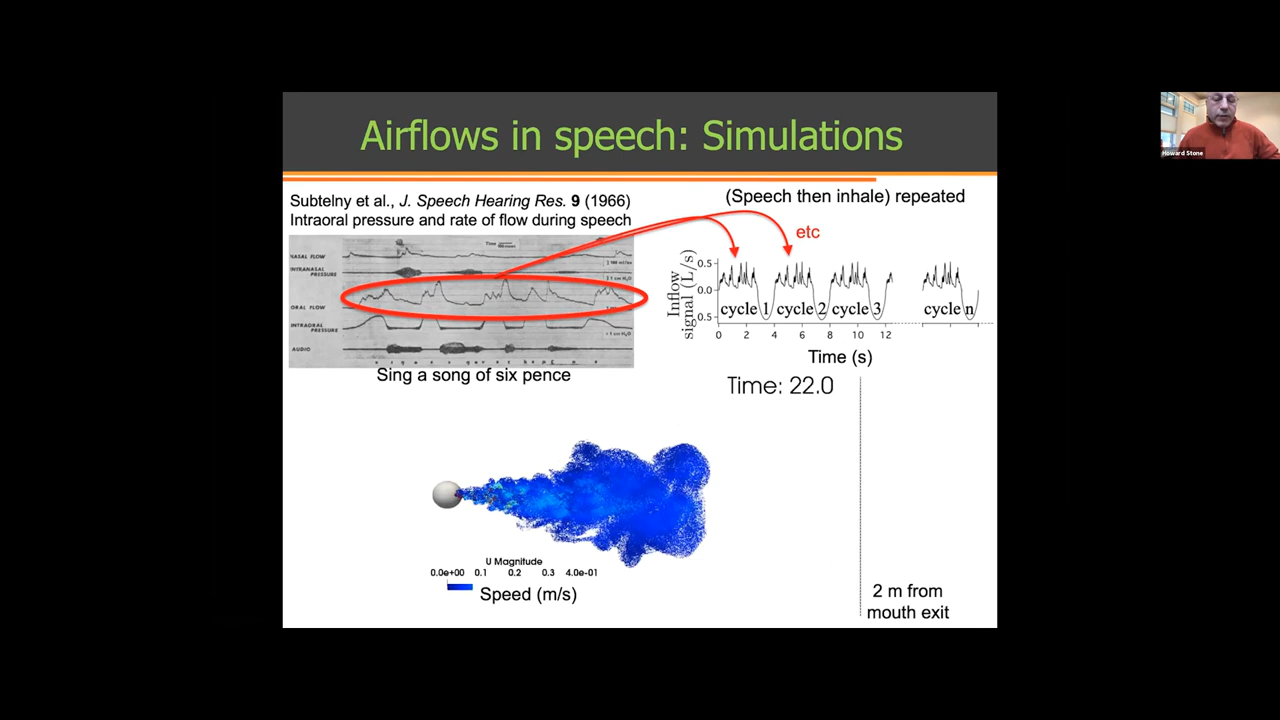 Airflows in speech: Simulations
Howard Stone
Subtelny et al., J. Speech Hearing Res. 9 (1966)
Intraoral pressure and rate of flow during speech
(Speech then inhale) repeated
etc
NASAL FLOW
INTRANASAL
PRESSURE
ORAL FLOW
INTRAORAL
PRESSURE
AUDIO
Time
Sing a song of six pence
Inflow
signal (L/s)
0.5
0.0
0.5
cycle 1 cycle 2 cycle 3 cycle n
0 2 4 6 8 10 12
Time (s)
Time: 22.0
U Magnitude
0.0e+00 0.1 0.2 0.3 4.0e-01
Speed (m/s)
2 m from
mouth exit